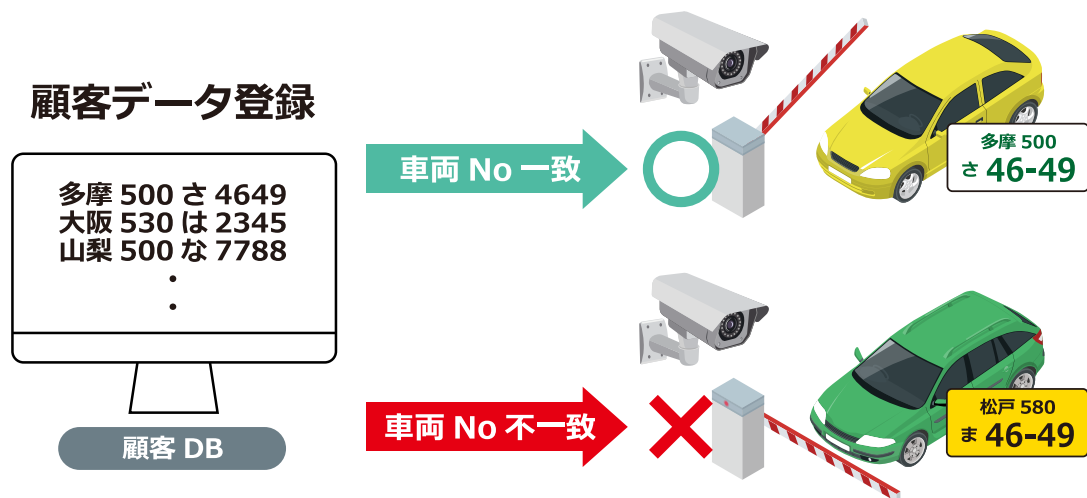 顧客データ登録
多摩 500 さ 4649
大阪 530 は 2345
山梨 500 な 7788
・
・
顧客 DB
車両 No 一致
多摩 500
さ 46-49
車両 No 不一致
松戸 580
ま 46-49